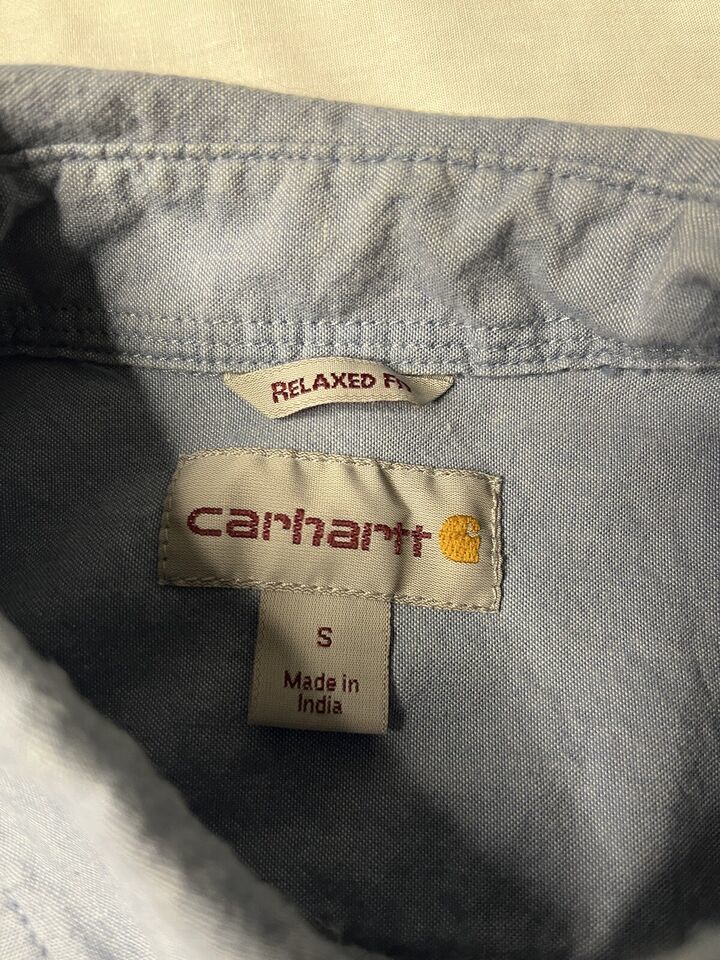 RELAXED FIT
carhartt
S
Made in
India